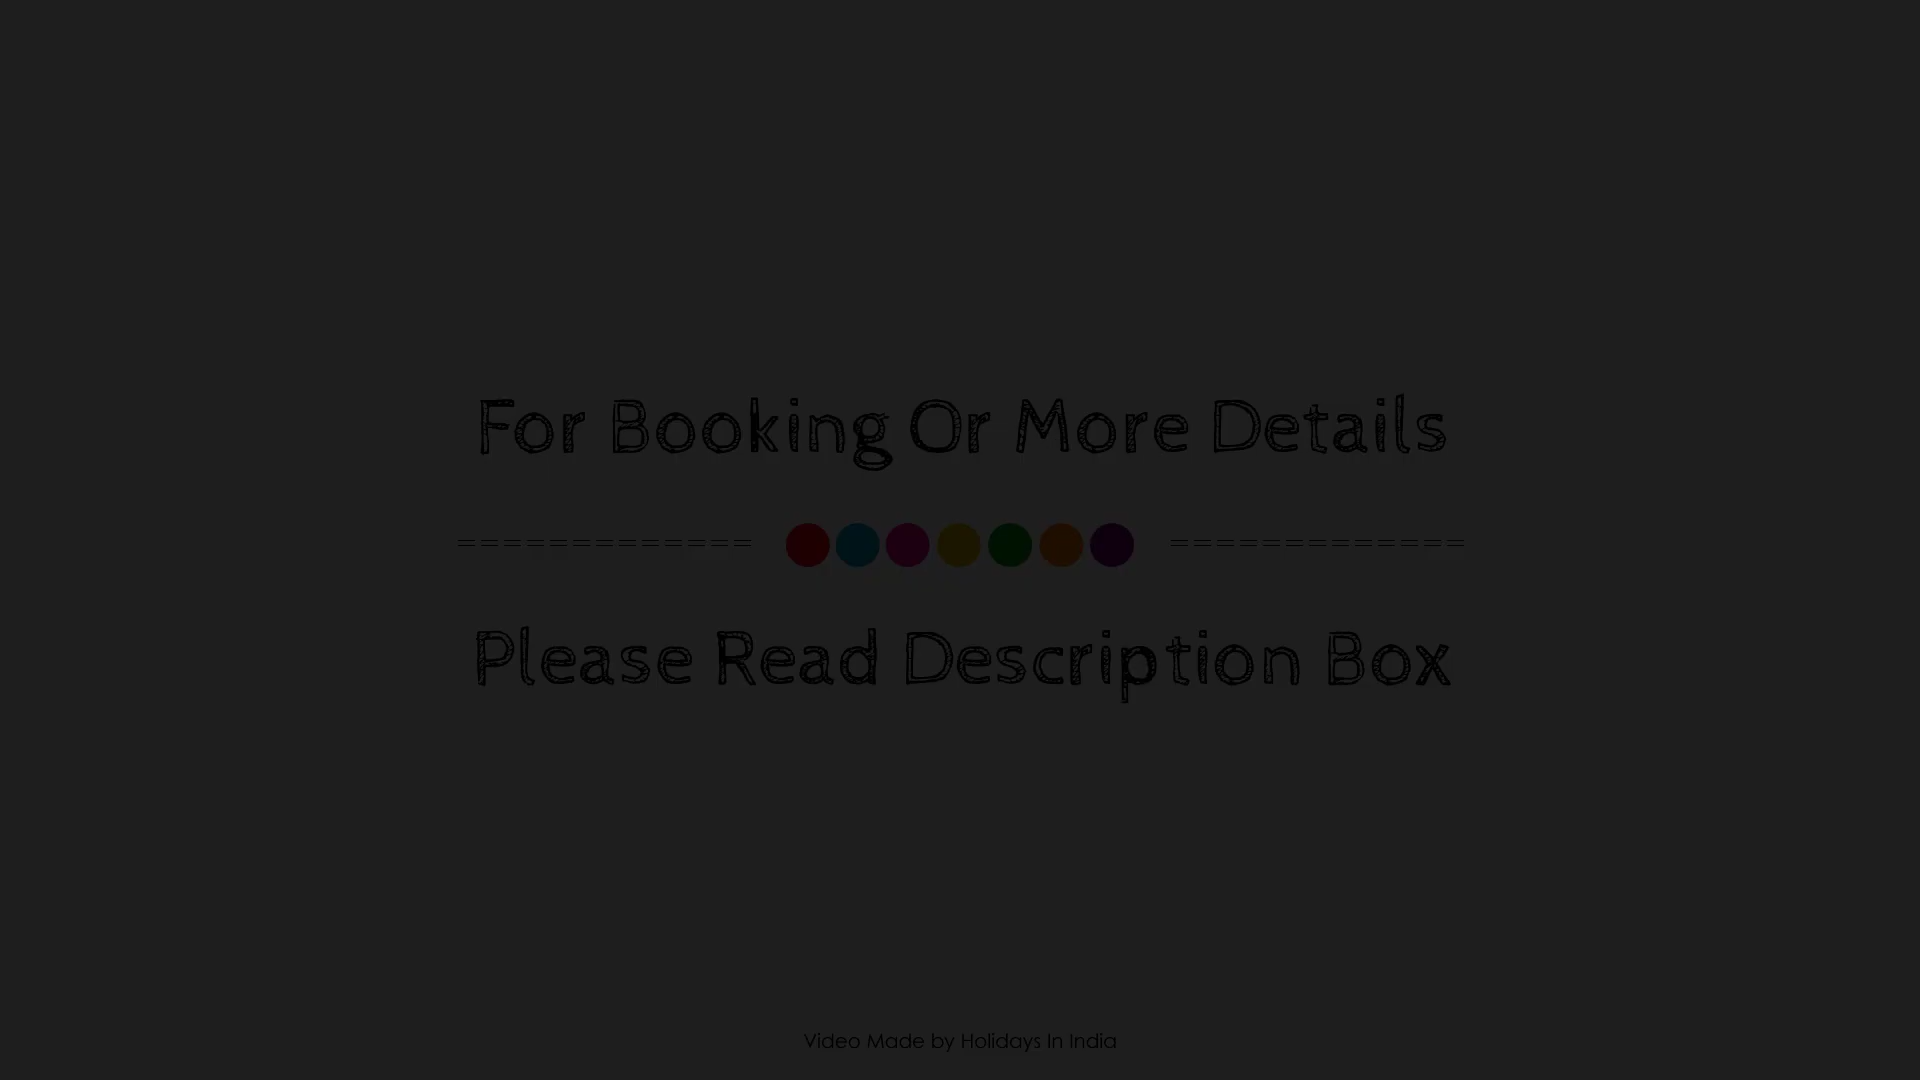 For Booking Or More Details
============= =============
Please Read Description Box
Video Made by Holidays In India